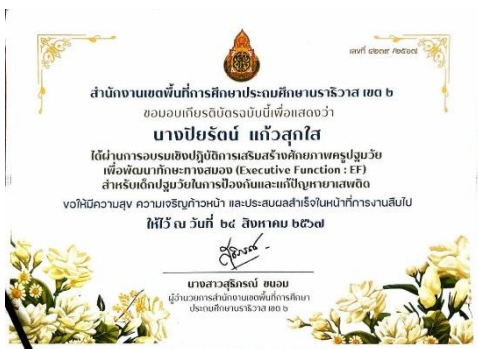 สำนักงานเขตพื้นที่การศึกษาประถมศึกษานราธิวาส เขต ๒
ขอมอบเกียรติบัตรฉบับนี้เพื่อแสดงว่า
นางปิยรัตน์ แก้วสุกใส
ได้ผ่านการอบรมเชิงปฏิบัติการเสริมสร้างศักยภาพครูปฐมวัย
เพื่อพัฒนาทักษะทางสมอง (Executive Function : EF)
สำหรับเด็กปฐมวัยในการป้องกันและแก้ปัญหายาเสพติด
ขอให้มีความสุข ความเจริญก้าวหน้า และประสบผลสำเร็จในหน้าที่การงานสืบไป
ให้ไว้ ณ วันที่ ๒๔ สิงหาคม ๒๕๖๗
นางสาวสุธิภรณ์ ขนอม
ผู้อำนวยการสำนักงานเขตพื้นที่การศึกษา
ประถมศึกษานราธิวาส เขต ๒